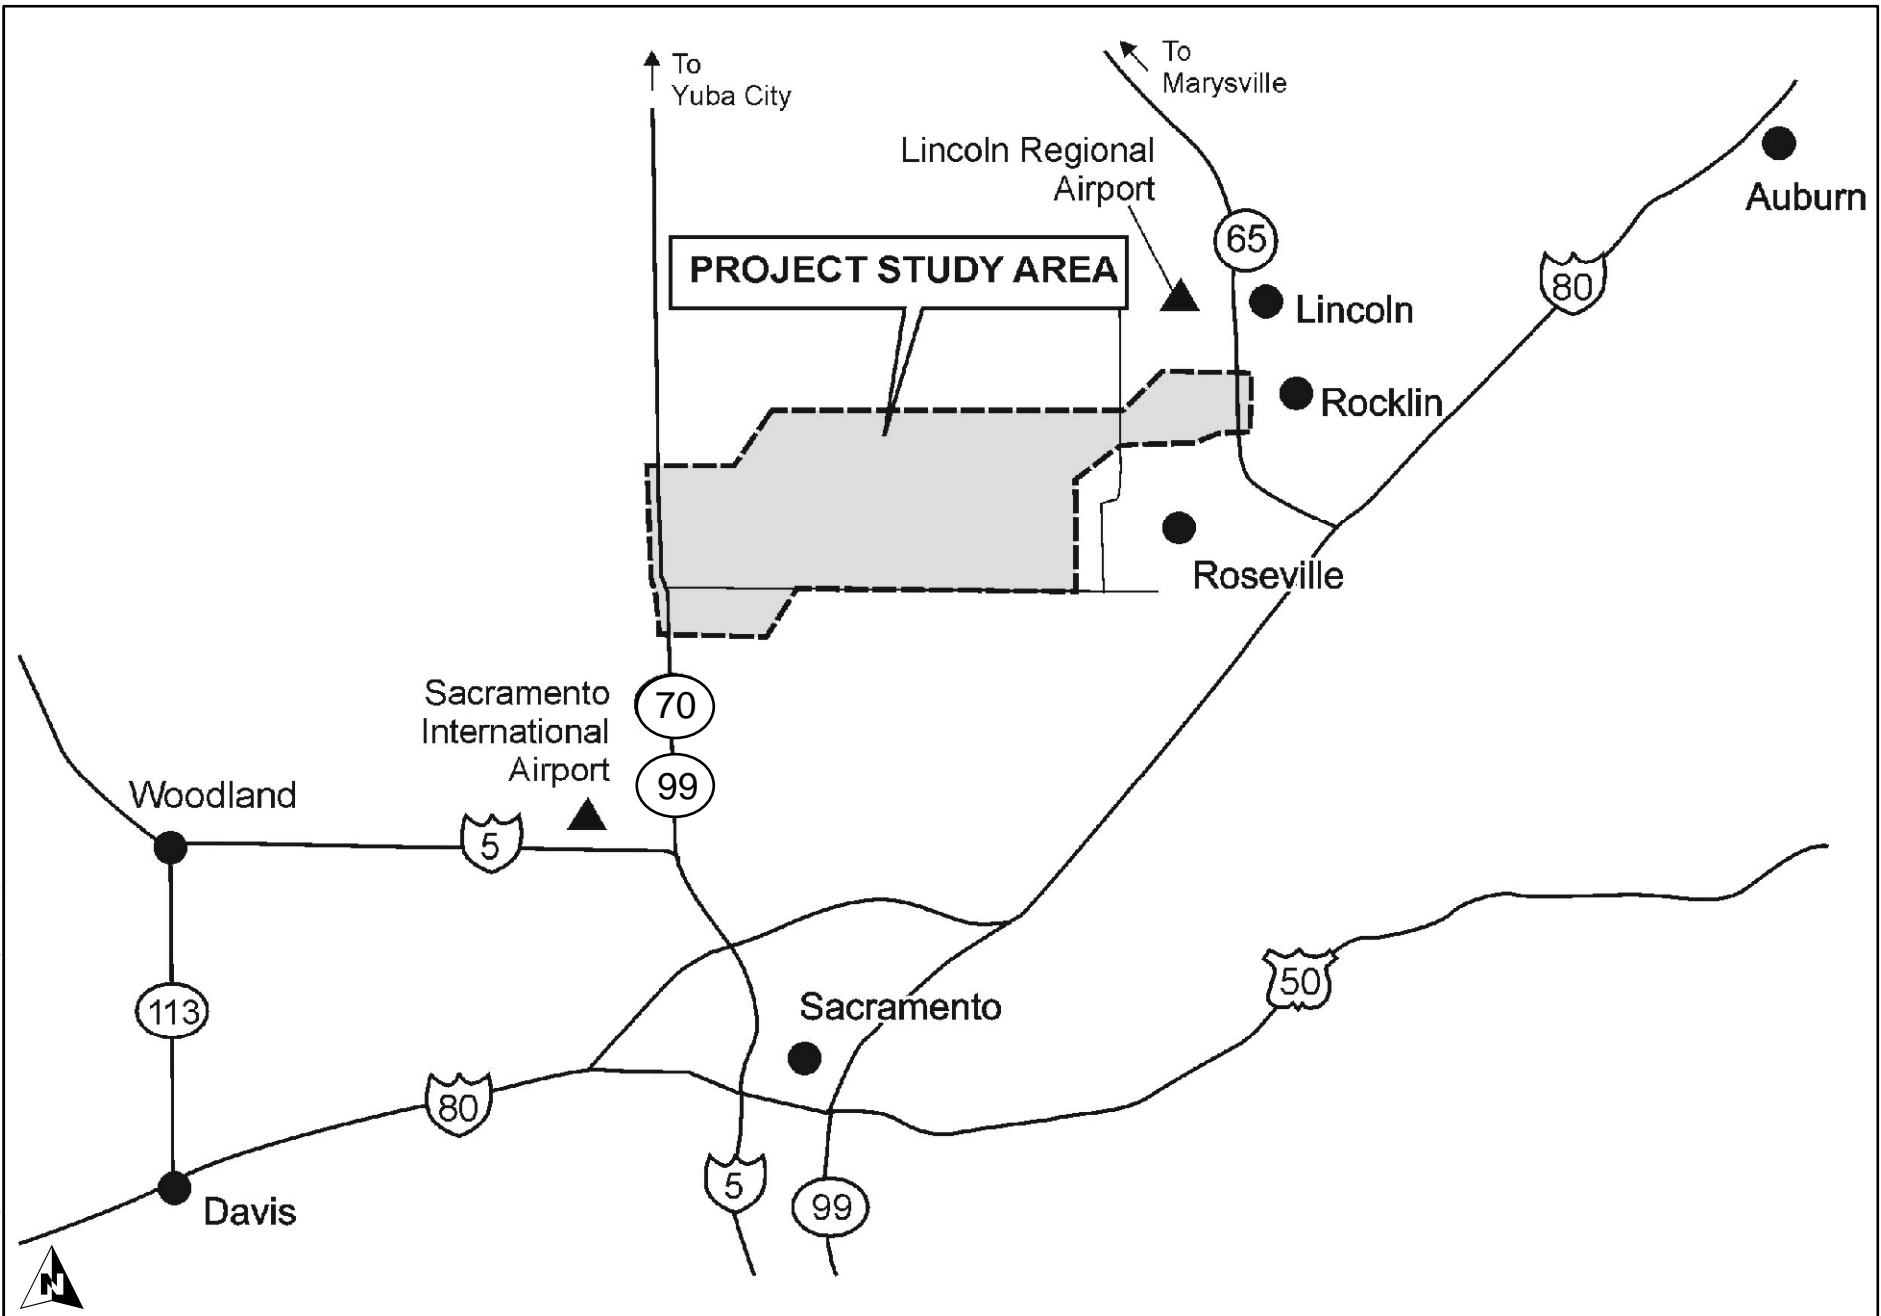 To
Yuba City
To
Marysville
Lincoln Regional
Airport
Auburn
65
PROJECT STUDY AREA
80
Lincoln
Rocklin
Roseville
Sacramento
International
Airport
70
99
Woodland
5
113
Sacramento
50
80
5
99
Davis
N